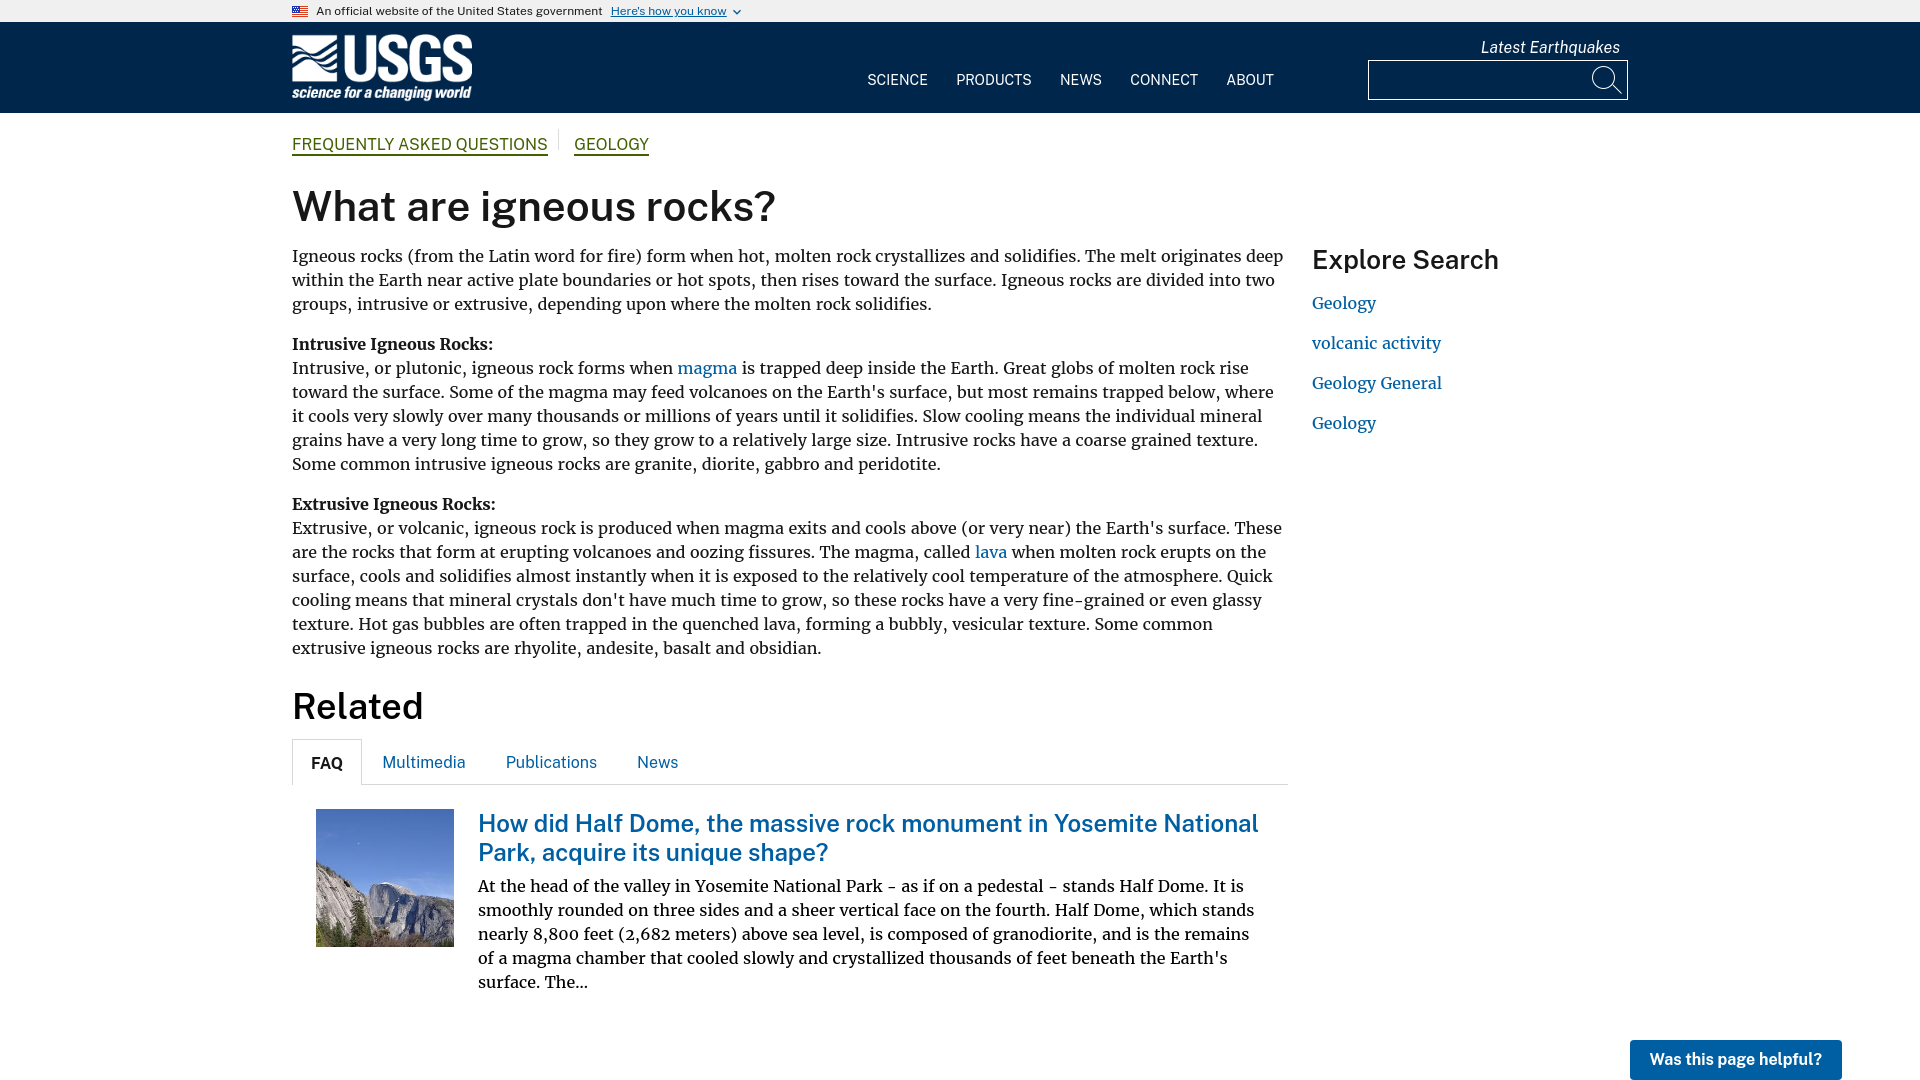 An official website of the United States government Here's how you know
USGS
science for a changing world
SCIENCE PRODUCTS NEWS CONNECT ABOUT
Latest Earthquakes
FREQUENTLY ASKED QUESTIONS GEOLOGY
What are igneous rocks?
Igneous rocks (from the Latin word for fire) form when hot, molten rock crystallizes and solidifies. The melt originates deep
within the Earth near active plate boundaries or hot spots, then rises toward the surface. Igneous rocks are divided into two
groups, intrusive or extrusive, depending upon where the molten rock solidifies.
Intrusive Igneous Rocks:
Intrusive, or plutonic, igneous rock forms when magma is trapped deep inside the Earth. Great globs of molten rock rise
toward the surface. Some of the magma may feed volcanoes on the Earth's surface, but most remains trapped below, where
it cools very slowly over many thousands or millions of years until it solidifies. Slow cooling means the individual mineral
grains have a very long time to grow, so they grow to a relatively large size. Intrusive rocks have a coarse grained texture.
Some common intrusive igneous rocks are granite, diorite, gabbro and peridotite.
Extrusive Igneous Rocks:
Extrusive, or volcanic, igneous rock is produced when magma exits and cools above (or very near) the Earth's surface. These
are the rocks that form at erupting volcanoes and oozing fissures. The magma, called lava when molten rock erupts on the
surface, cools and solidifies almost instantly when it is exposed to the relatively cool temperature of the atmosphere. Quick
cooling means that mineral crystals don't have much time to grow, so these rocks have a very fine-grained or even glassy
texture. Hot gas bubbles are often trapped in the quenched lava, forming a bubbly, vesicular texture. Some common
extrusive igneous rocks are rhyolite, andesite, basalt and obsidian.
Explore Search
Geology
volcanic activity
Geology General
Geology
Related
FAQ Multimedia Publications News
How did Half Dome, the massive rock monument in Yosemite National
Park, acquire its unique shape?
At the head of the valley in Yosemite National Park - as if on a pedestal - stands Half Dome. It is
smoothly rounded on three sides and a sheer vertical face on the fourth. Half Dome, which stands
nearly 8,800 feet (2,682 meters) above sea level, is composed of granodiorite, and is the remains
of a magma chamber that cooled slowly and crystallized thousands of feet beneath the Earth's
surface. The...
Was this page helpful?